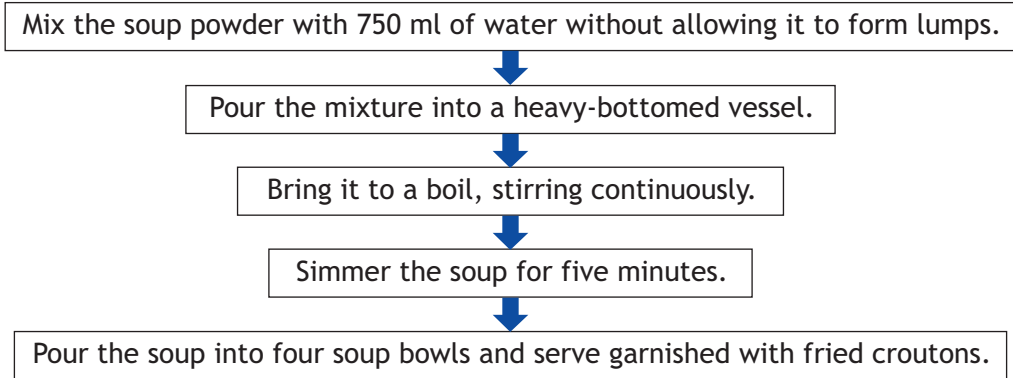 Mix the soup powder with 750 ml of water without allowing it to form lumps.
Pour the mixture into a heavy-bottomed vessel.
Bring it to a boil, stirring continuously.
Simmer the soup for five minutes.
Pour the soup into four soup bowls and serve garnished with fried croutons.